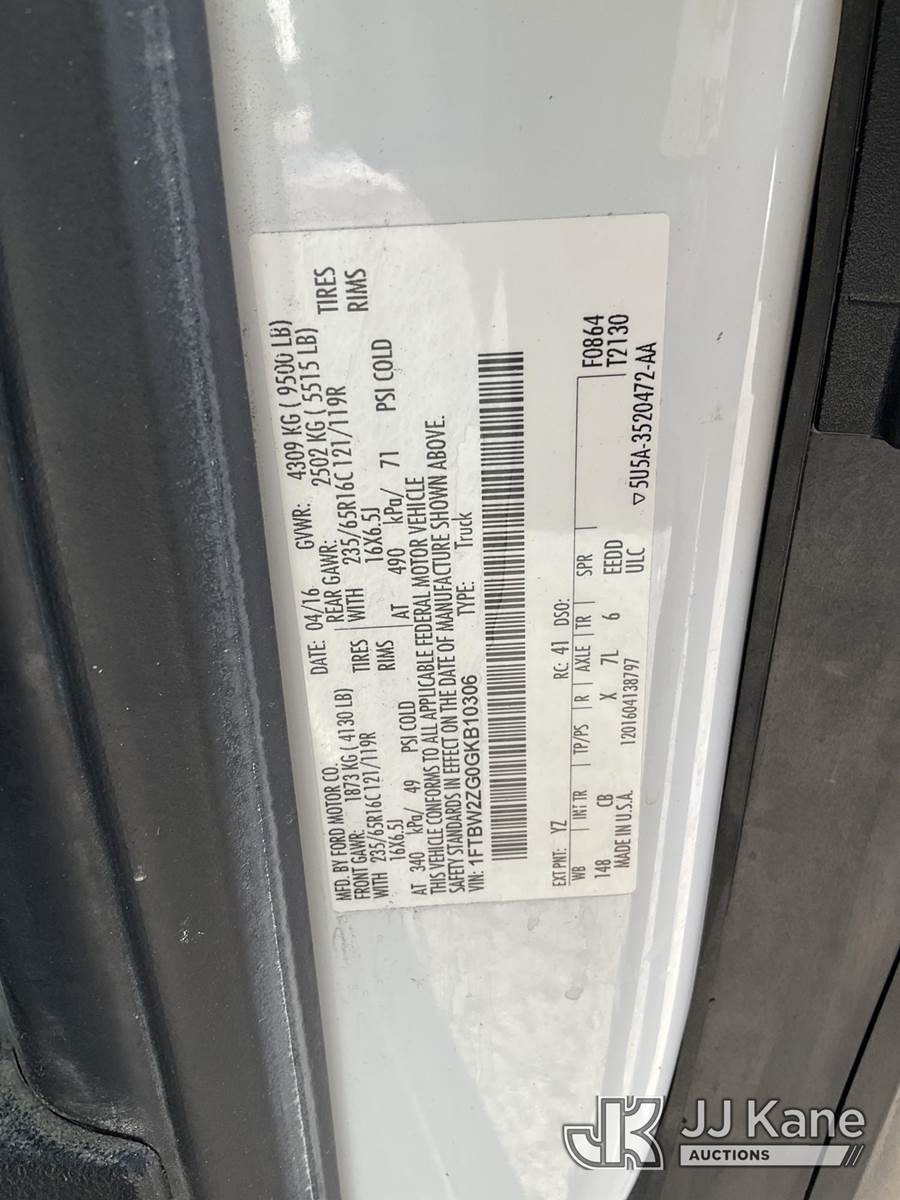 MFD. BY FORD MOTOR CO.
DATE: 04/16 GVWR: 4309 KG ( 9500 LB)
FRONT GAWR: 1873 KG ( 4130 LB) REAR GAWR: 2502 KG ( 5515 LB)
WITH 235/65R16C 121/119R TIRES WITH 235/65R16C 121/119R TIRES
16X6.5J RIMS 16X6.5J RIMS
AT 340 kPa/ 49 PSI COLD AT 490 kPa/ 71 PSI COLD
THIS VEHICLE CONFORMS TO ALL APPLICABLE FEDERAL MOTOR VEHICLE
SAFETY STANDARDS IN EFFECT ON THE DATE OF MANUFACTURE SHOWN ABOVE.
VIN: 1FTBW2ZG0GKB10306 TYPE: Truck
EXT PNT: YZ RC: 41 DSO:
WB INT TR TP/PS R AXLE TR SPR F0864
148 CB X 7L 6 EEDD T2130
MADE IN U.S.A. 1201604138797 ULC ▽ 5U5A-3520472-AA
JK JJ Kane
AUCTIONS